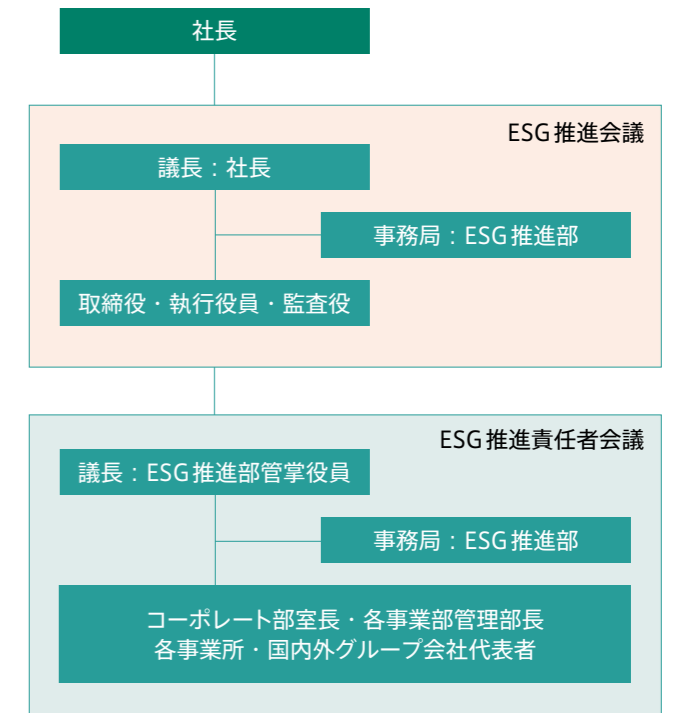 社長
ESG推進会議
議長：社長
事務局：ESG推進部
取締役・執行役員・監査役
ESG推進責任者会議
議長：ESG推進部管掌役員
事務局：ESG推進部
コーポレート部室長・各事業部管理部長
各事業所・国内外グループ会社代表者